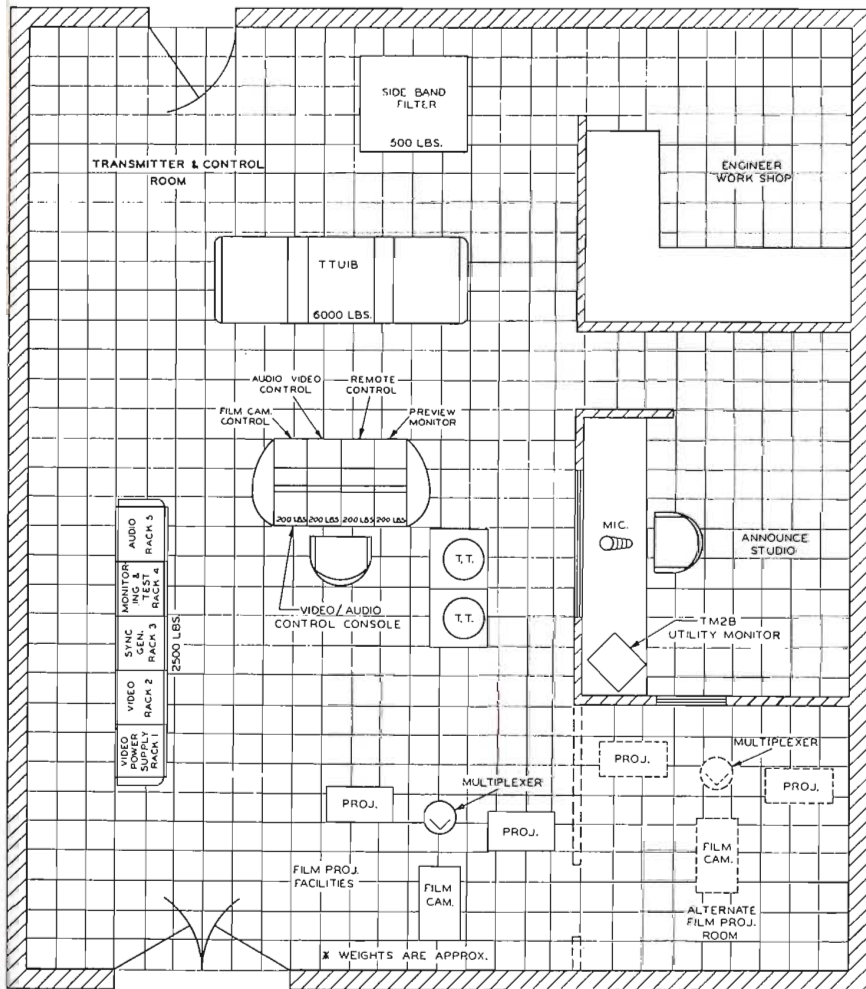 SIDE BAND
FILTER
500 LBS.
TRANSMITTER & CONTROL
ROOM
ENGINEER
WORK SHOP
TTU1B
6000 LBS.
AUDIO VIDEO
CONTROL
REMOTE
CONTROL
FILM CAM.
CONTROL
PREVIEW
MONITOR
200 LBS 200 LBS 200 LBS 200 LBS
AUDIO
RACK 5
MONITOR
ING &
TEST
RACK 4
SYNC
GEN.
RACK 3
VIDEO
RACK 2
VIDEO
POWER
SUPPLY
RACK 1
2500 LBS.
T.T.
T.T.
VIDEO/AUDIO
CONTROL CONSOLE
MIC.
ANNOUNCE
STUDIO
TM2B
UTILITY MONITOR
MULTIPLEXER
PROJ.
PROJ.
FILM
CAM.
ALTERNATE
FILM PROJ.
ROOM
MULTIPLEXER
PROJ.
PROJ.
FILM PROJ.
FACILITIES
FILM
CAM.
* WEIGHTS ARE APPROX.